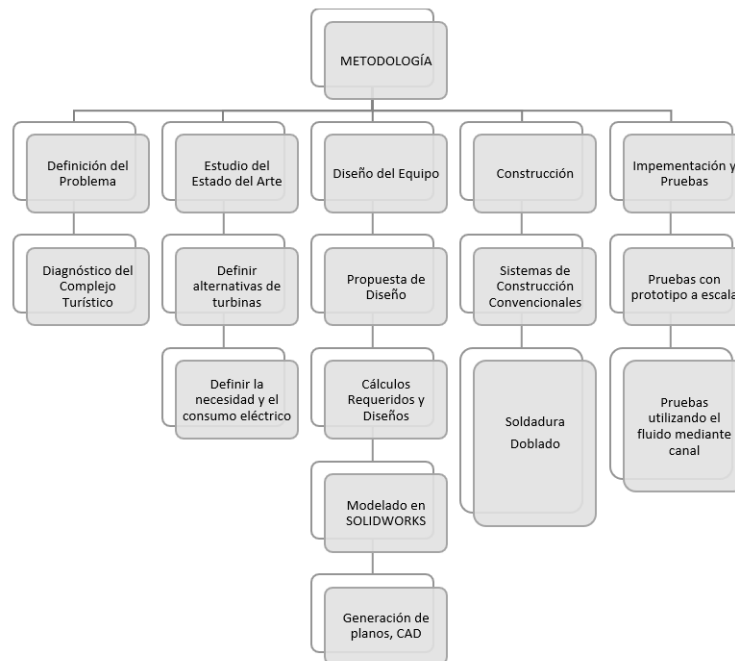 METODOLOGÍA
Definición del
Problema
Estudio del
Estado del Arte
Diseño del Equipo
Construcción
Impementación y
Pruebas
Diagnóstico del
Complejo
Turístico
Definir
alternativas de
turbinas
Propuesta de
Diseño
Sistemas de
Construcción
Convencionales
Pruebas con
prototipo a escala
Definir la
necesidad y el
consumo eléctrico
Cálculos
Requeridos y
Diseños
Soldadura
Doblado
Pruebas
utilizando el
fluido mediante
canal
Modelado en
SOLIDWORKS
Generación de
planos, CAD